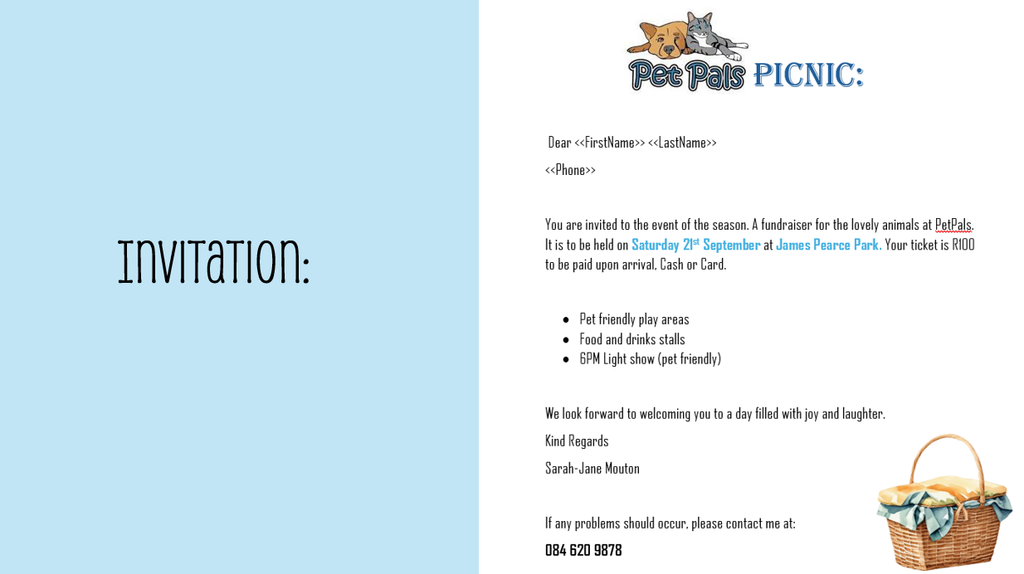 Invitation:
Pet Pals PICNIC:
Dear <<FirstName>> <<LastName>>
<<Phone>>
You are invited to the event of the season. A fundraiser for the lovely animals at PetPals.
It is to be held on Saturday 21st September at James Pearce Park. Your ticket is R100
to be paid upon arrival. Cash or Card.
• Pet friendly play areas
• Food and drinks stalls
• 6PM Light show (pet friendly)
We look forward to welcoming you to a day filled with joy and laughter.
Kind Regards
Sarah-Jane Mouton
If any problems should occur, please contact me at:
084 620 9878